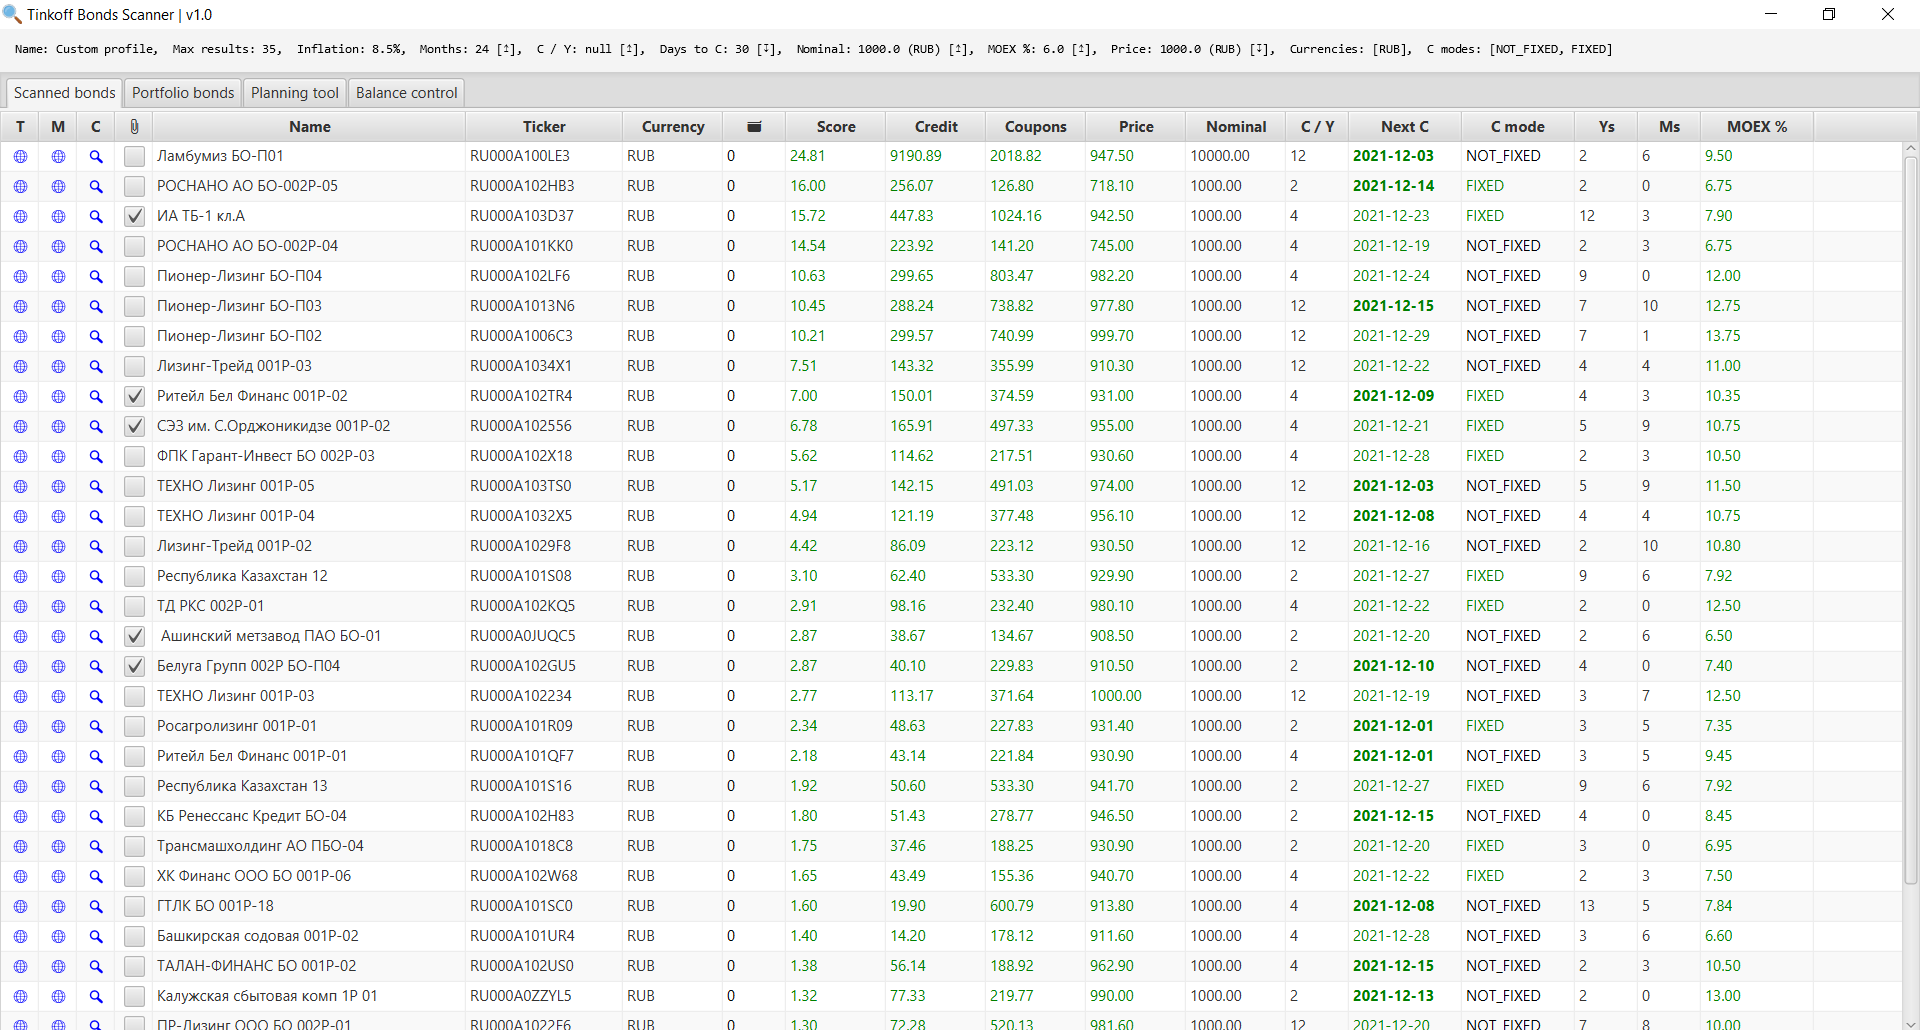 Tinkoff Bonds Scanner | v1.0
Name: Custom profile, Max results: 35, Inflation: 8.5%, Months: 24 [↥], C / Y: null [↥], Days to C: 30 [↧], Nominal: 1000.0 (RUB) [↥], MOEX %: 6.0 [↥], Price: 1000.0 (RUB) [↧], Currencies: [RUB], C modes: [NOT_FIXED, FIXED]
Scanned bonds Portfolio bonds Planning tool Balance control
T M C Name Ticker Currency Score Credit Coupons Price Nominal C / Y Next C C mode Ys Ms MOEX %
Ламбумиз БО-П01 RU000A100LE3 RUB 0 24.81 9190.89 2018.82 947.50 10000.00 12 2021-12-03 NOT_FIXED 2 6 9.50
РОСНАНО АО БО-002P-05 RU000A102HB3 RUB 0 16.00 256.07 126.80 718.10 1000.00 2 2021-12-14 FIXED 2 0 6.75
ИА ТБ-1 кл.А RU000A103D37 RUB 0 15.72 447.83 1024.16 942.50 1000.00 4 2021-12-23 FIXED 12 3 7.90
РОСНАНО АО БО-002P-04 RU000A101KK0 RUB 0 14.54 223.92 141.20 745.00 1000.00 4 2021-12-19 NOT_FIXED 2 3 6.75
Пионер-Лизинг БО-П04 RU000A102LF6 RUB 0 10.63 299.65 803.47 982.20 1000.00 4 2021-12-24 NOT_FIXED 9 0 12.00
Пионер-Лизинг БО-П03 RU000A1013N6 RUB 0 10.45 288.24 738.82 977.80 1000.00 12 2021-12-15 NOT_FIXED 7 10 12.75
Пионер-Лизинг БО-П02 RU000A1006C3 RUB 0 10.21 299.57 740.99 999.70 1000.00 12 2021-12-29 NOT_FIXED 7 1 13.75
Лизинг-Трейд 001P-03 RU000A1034X1 RUB 0 7.51 143.32 355.99 910.30 1000.00 12 2021-12-22 NOT_FIXED 4 4 11.00
Ритейл Бел Финанс 001P-02 RU000A102TR4 RUB 0 7.00 150.01 374.59 931.00 1000.00 4 2021-12-09 FIXED 4 3 10.35
СЭЗ им. С.Орджоникидзе 001P-02 RU000A102556 RUB 0 6.78 165.91 497.33 955.00 1000.00 4 2021-12-21 FIXED 5 9 10.75
ФПК Гарант-Инвест БО 002P-03 RU000A102X18 RUB 0 5.62 114.62 217.51 930.60 1000.00 4 2021-12-28 FIXED 2 3 10.50
ТЕХНО Лизинг 001P-05 RU000A103TS0 RUB 0 5.17 142.15 491.03 974.00 1000.00 12 2021-12-03 NOT_FIXED 5 9 11.50
ТЕХНО Лизинг 001P-04 RU000A1032X5 RUB 0 4.94 121.19 377.48 956.10 1000.00 12 2021-12-08 NOT_FIXED 4 4 10.75
Лизинг-Трейд 001P-02 RU000A1029F8 RUB 0 4.42 86.09 223.12 930.50 1000.00 12 2021-12-16 NOT_FIXED 2 10 10.80
Республика Казахстан 12 RU000A101S08 RUB 0 3.10 62.40 533.30 929.90 1000.00 2 2021-12-27 FIXED 9 6 7.92
ТД РКС 002P-01 RU000A102KQ5 RUB 0 2.91 98.16 232.40 980.10 1000.00 4 2021-12-22 FIXED 2 0 12.50
Ашинский метзавод ПАО БО-01 RU000A0JUQC5 RUB 0 2.87 38.67 134.67 908.50 1000.00 2 2021-12-20 NOT_FIXED 2 6 6.50
Белуга Групп 002P БО-П04 RU000A102GU5 RUB 0 2.87 40.10 229.83 910.50 1000.00 2 2021-12-10 NOT_FIXED 4 0 7.40
ТЕХНО Лизинг 001P-03 RU000A102234 RUB 0 2.77 113.17 371.64 1000.00 1000.00 12 2021-12-19 NOT_FIXED 3 7 12.50
Росагролизинг 001P-01 RU000A101R09 RUB 0 2.34 48.63 227.83 931.40 1000.00 2 2021-12-01 FIXED 3 5 7.35
Ритейл Бел Финанс 001P-01 RU000A101QF7 RUB 0 2.18 43.14 221.84 930.90 1000.00 4 2021-12-01 NOT_FIXED 3 5 9.45
Республика Казахстан 13 RU000A101S16 RUB 0 1.92 50.60 533.30 941.70 1000.00 2 2021-12-27 FIXED 9 6 7.92
КБ Ренессанс Кредит БО-04 RU000A102H83 RUB 0 1.80 51.43 278.77 946.50 1000.00 2 2021-12-15 NOT_FIXED 4 0 8.45
Трансмашхолдинг АО ПБО-04 RU000A1018C8 RUB 0 1.75 37.46 188.25 930.90 1000.00 2 2021-12-20 FIXED 3 0 6.95
ХК Финанс ООО БО 001P-06 RU000A102W68 RUB 0 1.65 43.49 155.36 940.70 1000.00 4 2021-12-22 FIXED 2 3 7.50
ГТЛК БО 001P-18 RU000A101SC0 RUB 0 1.60 19.90 600.79 913.80 1000.00 4 2021-12-08 NOT_FIXED 13 5 7.84
Башкирская содовая 001P-02 RU000A101UR4 RUB 0 1.40 14.20 178.12 911.60 1000.00 4 2021-12-28 NOT_FIXED 3 6 6.60
ТАЛАН-ФИНАНС БО 001P-02 RU000A102US0 RUB 0 1.38 56.14 188.92 962.90 1000.00 4 2021-12-15 NOT_FIXED 2 3 10.50
Калужская сбытовая комп 1P 01 RU000A0ZZYL5 RUB 0 1.32 77.33 219.77 990.00 1000.00 2 2021-12-13 NOT_FIXED 2 0 13.00
ПР-Лизинг ООО БО 002P-01 RU000A1022E6 RUB 0 1.30 72.28 520.13 981.60 1000.00 12 2021-12-20 NOT_FIXED 7 8 10.00